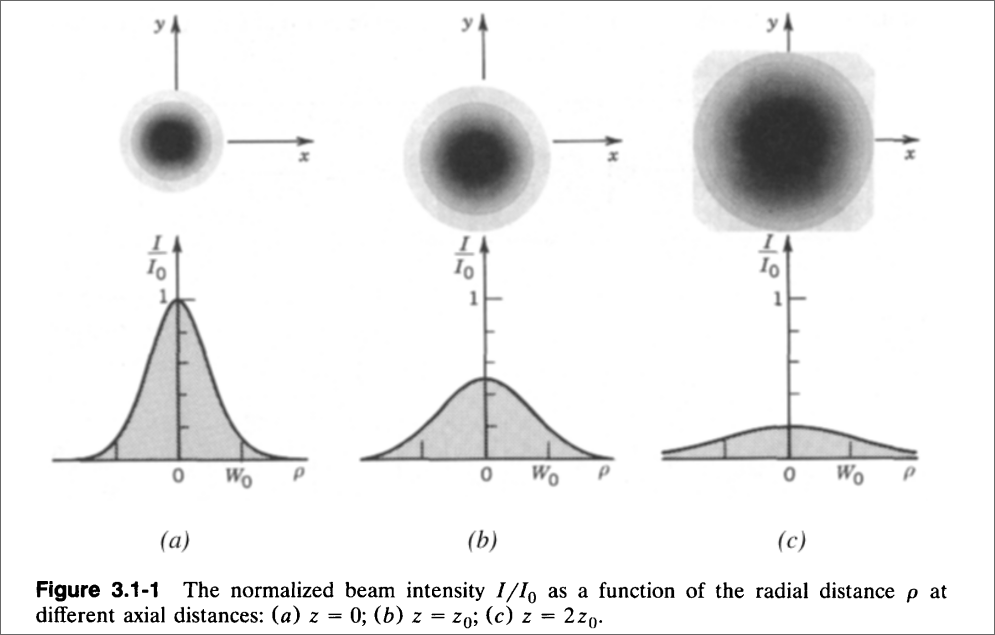 y y y
x x x
I/I₀ I/I₀ I/I₀
1 1 1
0 W₀ ρ 0 W₀ ρ 0 W₀ ρ
(a) (b) (c)
Figure 3.1-1 The normalized beam intensity I/I₀ as a function of the radial distance ρ at
different axial distances: (a) z = 0; (b) z = z₀; (c) z = 2z₀.